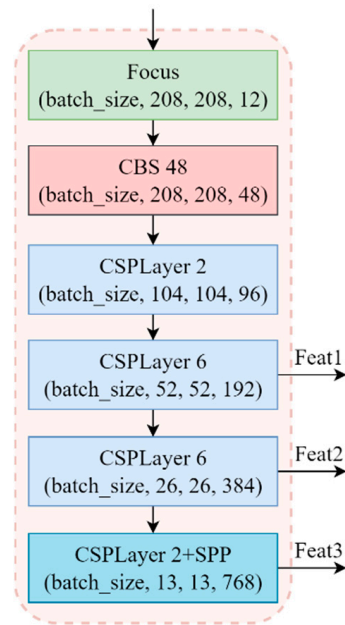 Focus
(batch_size, 208, 208, 12)
CBS 48
(batch_size, 208, 208, 48)
CSPLayer 2
(batch_size, 104, 104, 96)
CSPLayer 6
(batch_size, 52, 52, 192)
Feat1
CSPLayer 6
(batch_size, 26, 26, 384)
Feat2
CSPLayer 2+SPP
(batch_size, 13, 13, 768)
Feat3